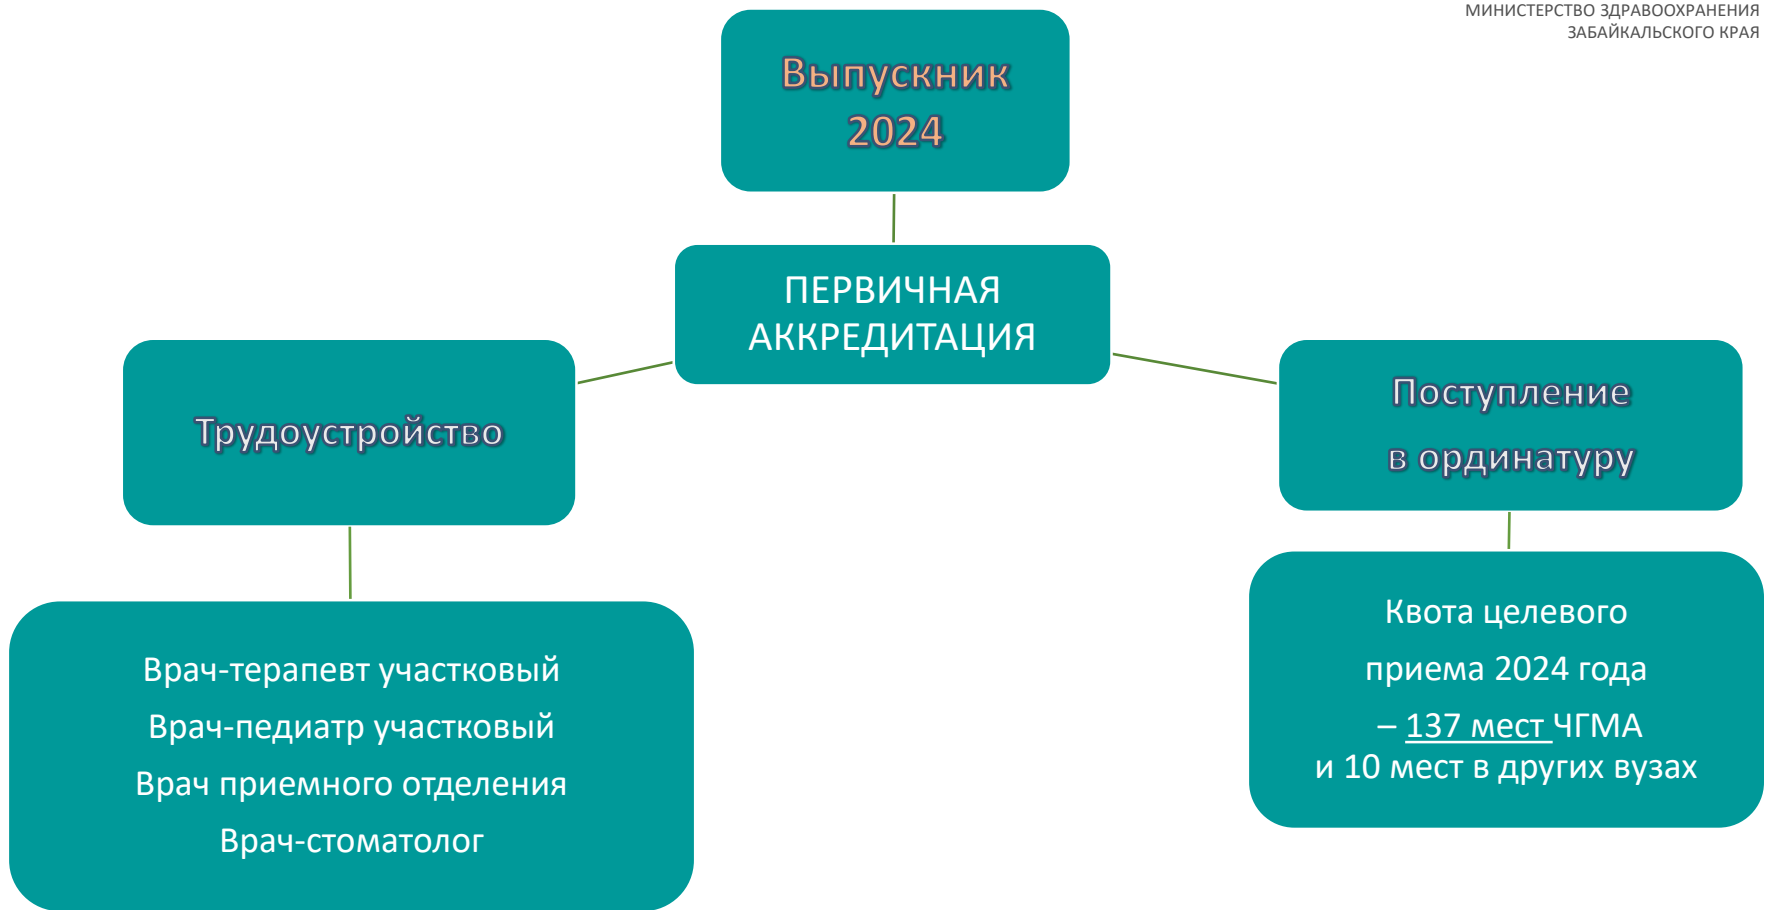 МИНИСТЕРСТВО ЗДРАВООХРАНЕНИЯ
ЗАБАЙКАЛЬСКОГО КРАЯ
Выпускник
2024
ПЕРВИЧНАЯ
АККРЕДИТАЦИЯ
Трудоустройство
Поступление
в ординатуру
Врач-терапевт участковый
Врач-педиатр участковый
Врач приемного отделения
Врач-стоматолог
Квота целевого
приема 2024 года
– 137 мест ЧГМА
и 10 мест в других вузах